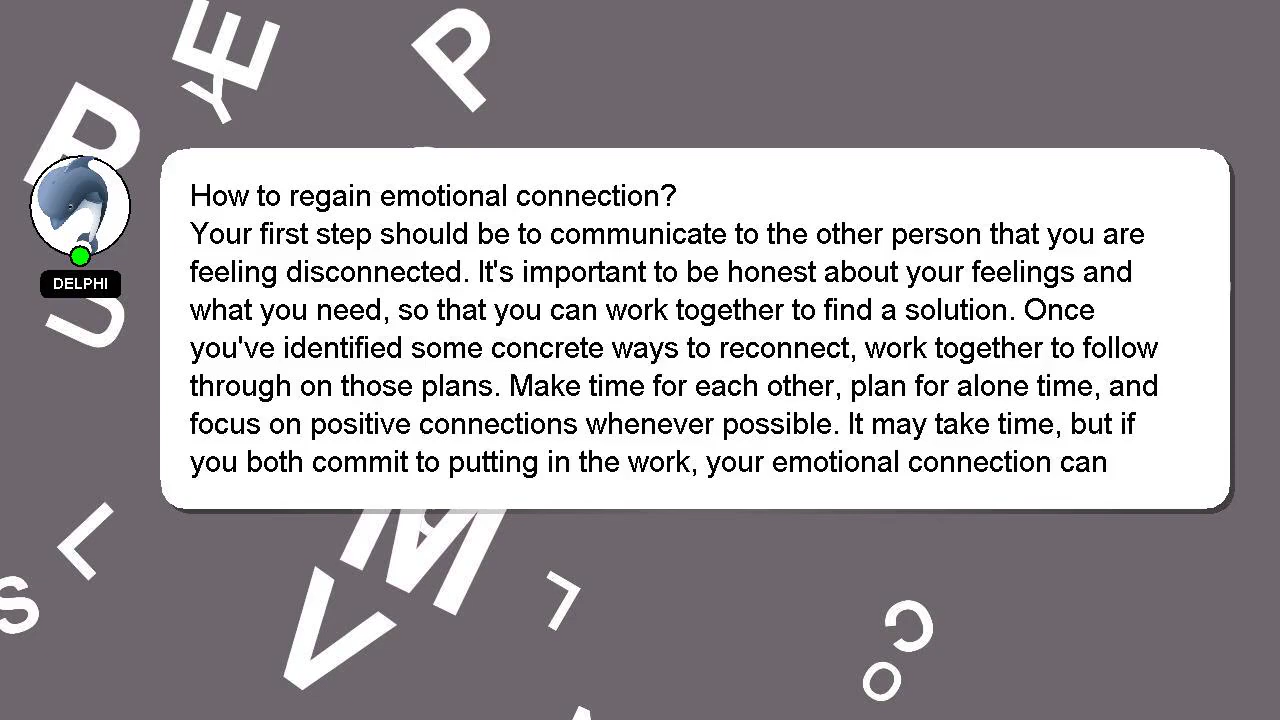 E
Y
P
P
DELPHI
How to regain emotional connection?
Your first step should be to communicate to the other person that you are
feeling disconnected. It's important to be honest about your feelings and
what you need, so that you can work together to find a solution. Once
you've identified some concrete ways to reconnect, work together to follow
through on those plans. Make time for each other, plan for alone time, and
focus on positive connections whenever possible. It may take time, but if
you both commit to putting in the work, your emotional connection can
U
L
S
M
V
L
C
O